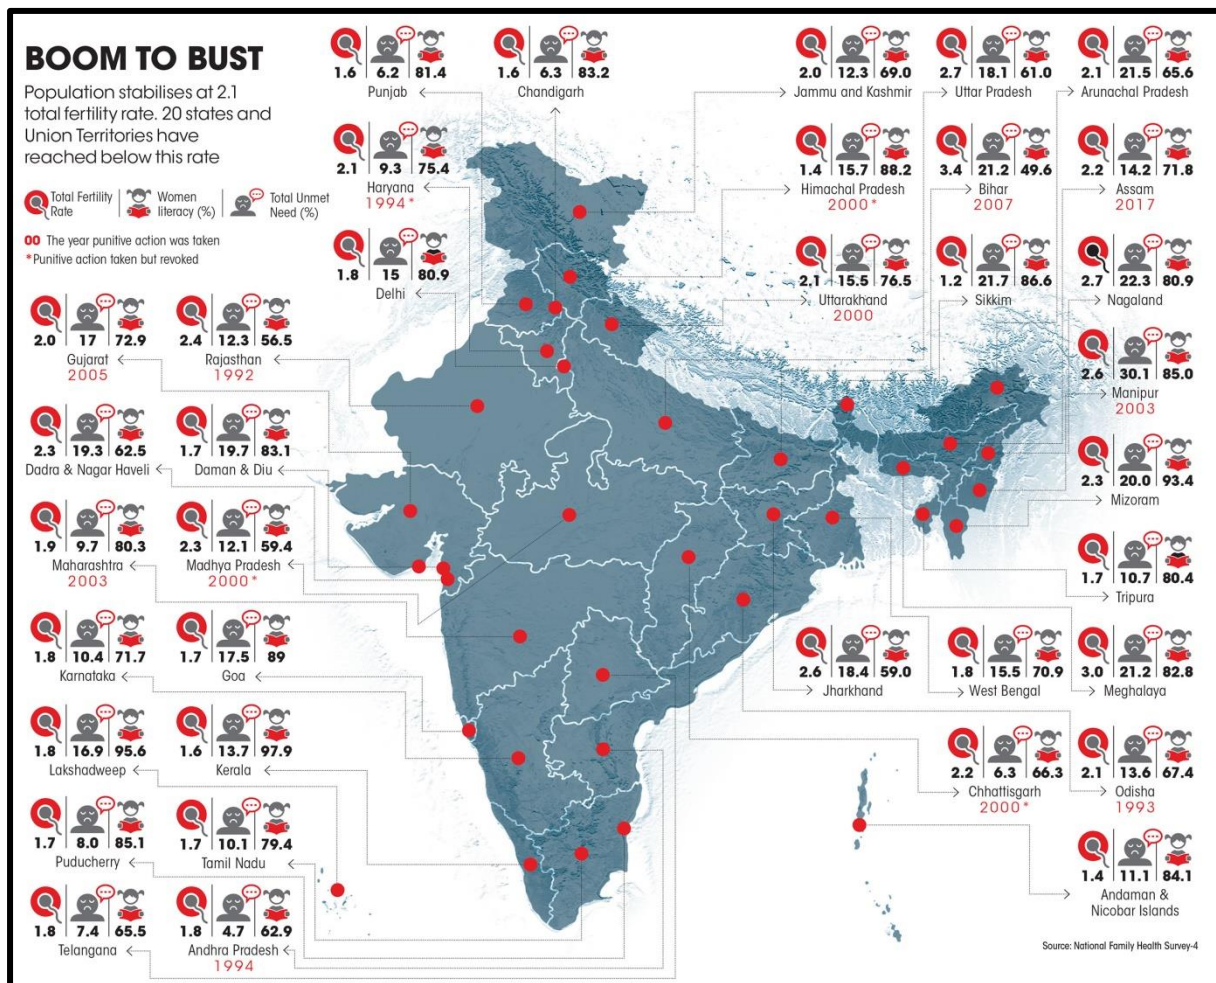 BOOM TO BUST
Population stabilises at 2.1
total fertility rate. 20 states and
Union Territories have
reached below this rate
Total Fertility
Rate
Women
literacy (%)
Total Unmet
Need (%)
00 The year punitive action was taken
*Punitive action taken but revoked
1.6 6.2 81.4
Punjab
1.6 6.3 83.2
Chandigarh
2.0 12.3 69.0
Jammu and Kashmir
2.7 18.1 61.0
Uttar Pradesh
2.1 21.5 65.6
Arunachal Pradesh
2.1 9.3 75.4
Haryana
1994*
1.4 15.7 88.2
Himachal Pradesh
2000*
3.4 21.2 49.6
Bihar
2007
2.2 14.2 71.8
Assam
2017
1.8 15 80.9
Delhi
2.1 15.5 76.5
Uttarakhand
2000
1.2 21.7 86.6
Sikkim
2.7 22.3 80.9
Nagaland
2.0 17 72.9
Gujarat
2005
2.4 12.3 56.5
Rajasthan
1992
2.6 30.1 85.0
Manipur
2003
2.3 19.3 62.5
Dadra & Nagar Haveli
1.7 19.7 83.1
Daman & Diu
2.3 20.0 93.4
Mizoram
1.9 9.7 80.3
Maharashtra
2003
2.3 12.1 59.4
Madhya Pradesh
2000*
1.7 10.7 80.4
Tripura
1.8 10.4 71.7
Karnataka
1.7 17.5 89
Goa
2.6 18.4 59.0
Jharkhand
1.8 15.5 70.9
West Bengal
3.0 21.2 82.8
Meghalaya
1.8 16.9 95.6
Lakshadweep
1.6 13.7 97.9
Kerala
2.2 6.3 66.3
Chhattisgarh
2000*
2.1 13.6 67.4
Odisha
1993
1.7 8.0 85.1
Puducherry
1.7 10.1 79.4
Tamil Nadu
1.4 11.1 84.1
Andaman &
Nicobar Islands
1.8 7.4 65.5
Telangana
1.8 4.7 62.9
Andhra Pradesh
1994
Source: National Family Health Survey-4